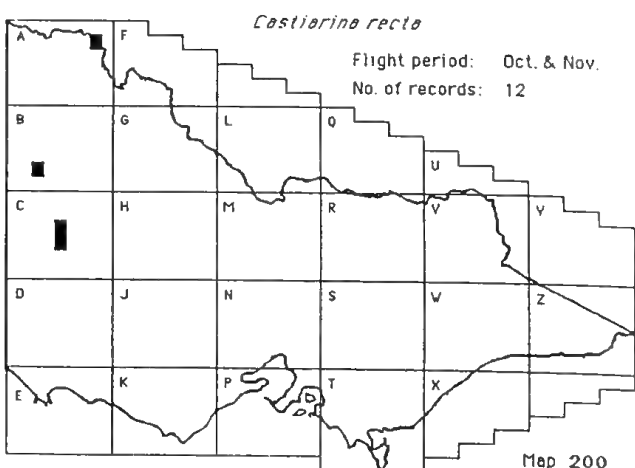 Castiarina recta
Flight period: Oct. & Nov.
No. of records: 12
A F
B G L Q
U
C H M R V Y
D J N S W Z
E K P T X
Map 200